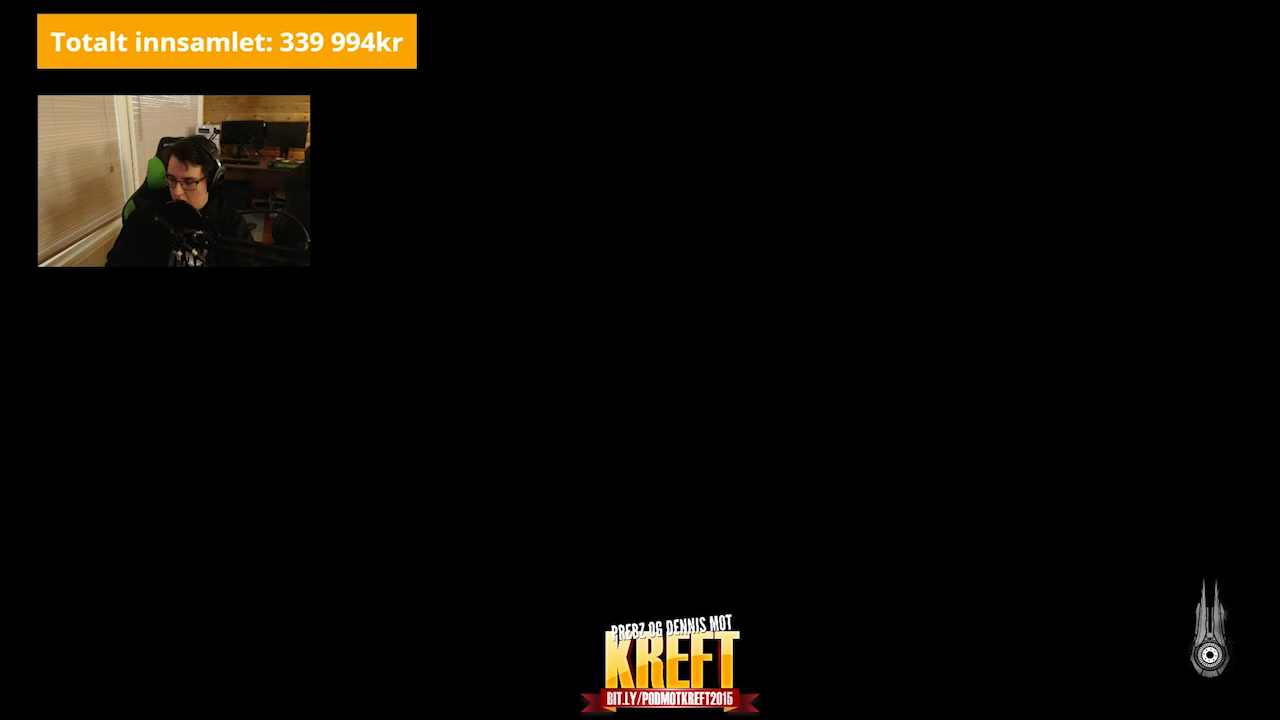 Totalt innsamlet: 339 994kr
PREBZ OG DENNIS MOT
KREFT
BIT.LY/PODMOTKREFT2015